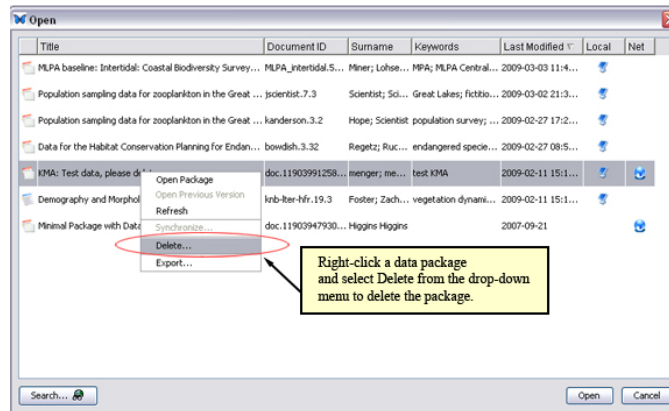 Open
Title Document ID Surname Keywords Last Modified Local Net
MLPA baseline: Intertidal: Coastal Biodiversity Survey... MLPA_intertidal.5... Miner; Lohse... MPA; MLPA Central... 2009-03-03 11:4...
Population sampling data for zooplankton in the Great ... jscientist.7.3 Scientist; Sci... Great Lakes; fictitio... 2009-03-02 21:3...
Population sampling data for zooplankton in the Great ... kanderson.3.2 Hope; Scientist population survey; ... 2009-02-27 17:2...
Data for the Habitat Conservation Planning for Endan... bowdish.3.32 Regetz; Ruc... endangered specie... 2009-02-27 08:5...
KMA: Test data, please de doc.11903991258... menger; me... test KMA 2009-02-11 15:1...
Demography and Morphol knb-lter-hfr.19.3 Foster; Zach... vegetation dynami... 2009-02-11 15:1...
Minimal Package with Data doc.11903947930... Higgins Higgins 2007-09-21
Open Package
Open Previous Version
Refresh
Synchronize...
Delete...
Export...
Right-click a data package
and select Delete from the drop-down
menu to delete the package.
Search... Open Cancel